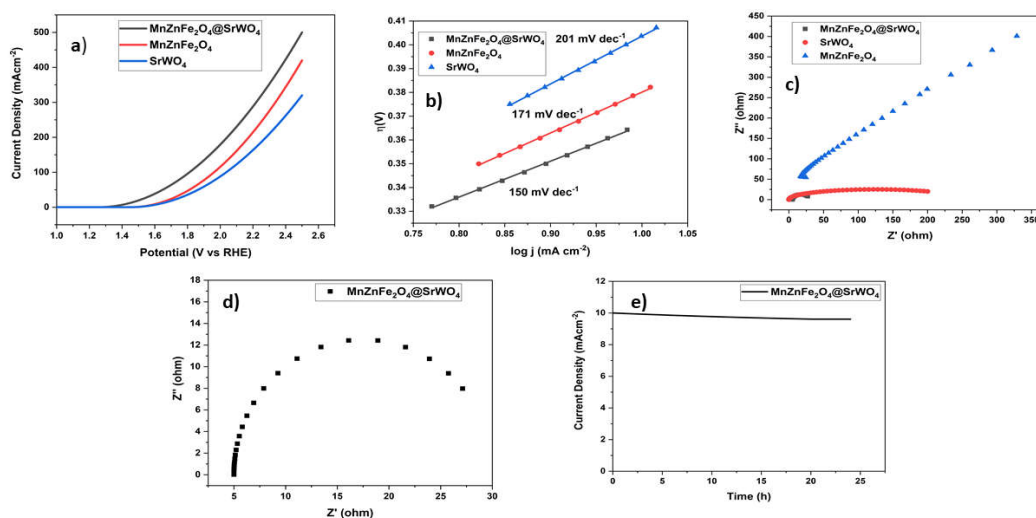 a)
MnZnFe₂O₄@SrWO₄
MnZnFe₂O₄
SrWO₄
500
400
300
200
100
0
1.0 1.2 1.4 1.6 1.8 2.0 2.2 2.4 2.6
Potential (V vs RHE)
Current Density (mAcm⁻²)
b)
MnZnFe₂O₄@SrWO₄
MnZnFe₂O₄
SrWO₄
201 mV dec⁻¹
171 mV dec⁻¹
150 mV dec⁻¹
0.41
0.40
0.38
0.36
0.35
0.34
0.33
0.75 0.80 0.85 0.90 0.95 1.00 1.05
log j (mA cm⁻²)
η(V)
c)
MnZnFe₂O₄@SrWO₄
SrWO₄
MnZnFe₂O₄
450
400
350
300
250
200
150
100
50
0
0 50 100 150 200 250 300 350
Z' (ohm)
Z'' (ohm)
d)
MnZnFe₂O₄@SrWO₄
18
16
14
12
10
8
6
4
2
0
5 10 15 20 25 30
Z' (ohm)
Z'' (ohm)
e)
MnZnFe₂O₄@SrWO₄
12
10
8
6
4
2
0
0 5 10 15 20 25
Time (h)
Current Density (mAcm⁻²)